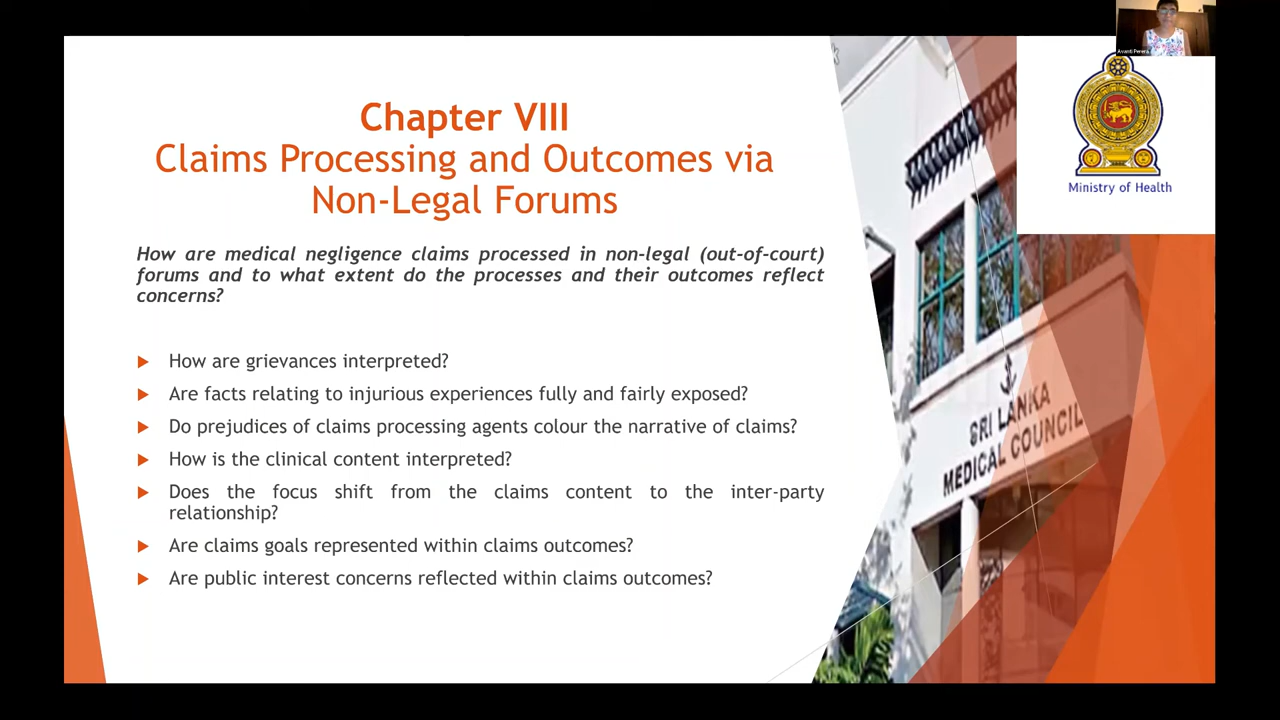 Avanti Perera
Ministry of Health
Chapter VIII
Claims Processing and Outcomes via
Non-Legal Forums
How are medical negligence claims processed in non-legal (out-of-court)
forums and to what extent do the processes and their outcomes reflect
concerns?
How are grievances interpreted?
Are facts relating to injurious experiences fully and fairly exposed?
Do prejudices of claims processing agents colour the narrative of claims?
How is the clinical content interpreted?
Does the focus shift from the claims content to the inter-party
relationship?
Are claims goals represented within claims outcomes?
Are public interest concerns reflected within claims outcomes?
SRI LANKA
MEDICAL COUNCIL